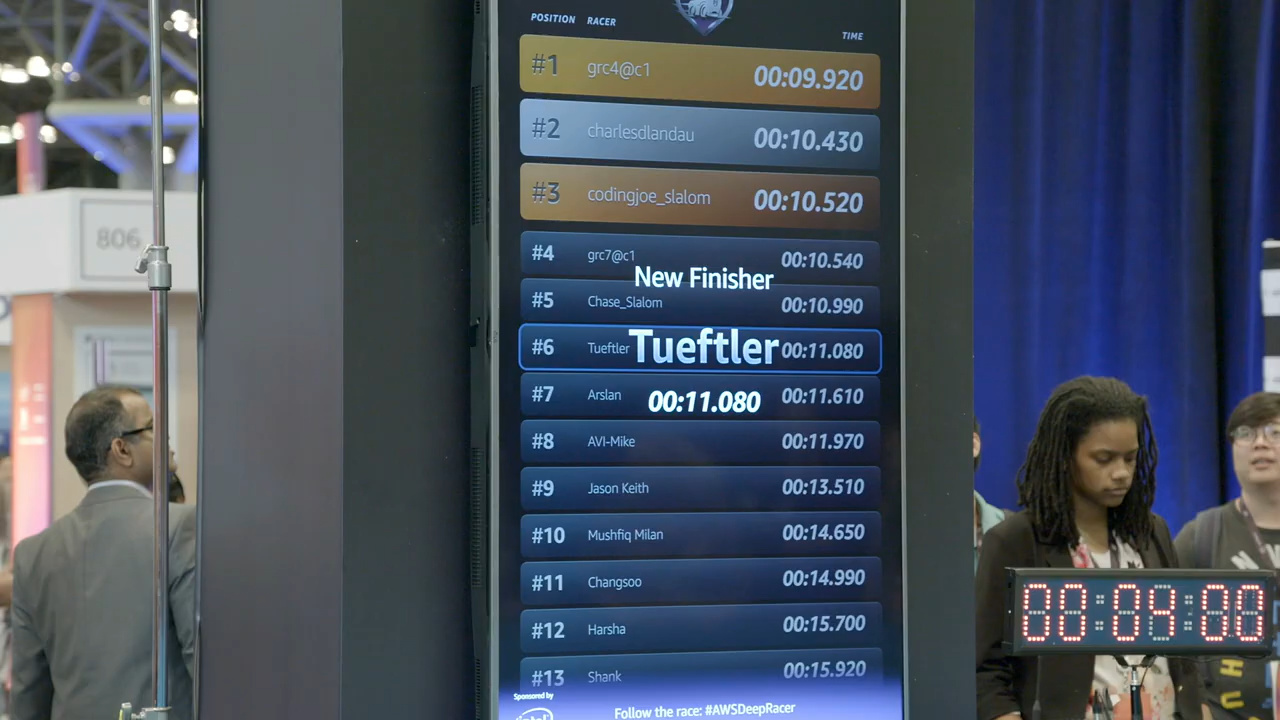 POSITION RACER TIME
#1 grc4@c1 00:09.920
#2 charlesdlandau 00:10.430
#3 codingjoe_slalom 00:10.520
#4 grc7@c1 00:10.540
New Finisher
#5 Chase_Slalom 00:10.990
#6 Tueftler Tueftler 00:11.080
#7 Arslan 00:11.080 00:11.610
#8 AVI-Mike 00:11.970
#9 Jason Keith 00:13.510
#10 Mushfiq Milan 00:14.650
#11 Changsoo 00:14.990
#12 Harsha 00:15.700
#13 Shank 00:15.920
Sponsored by
intel
Follow the race: #AWSDeepRacer
806
00:04:00